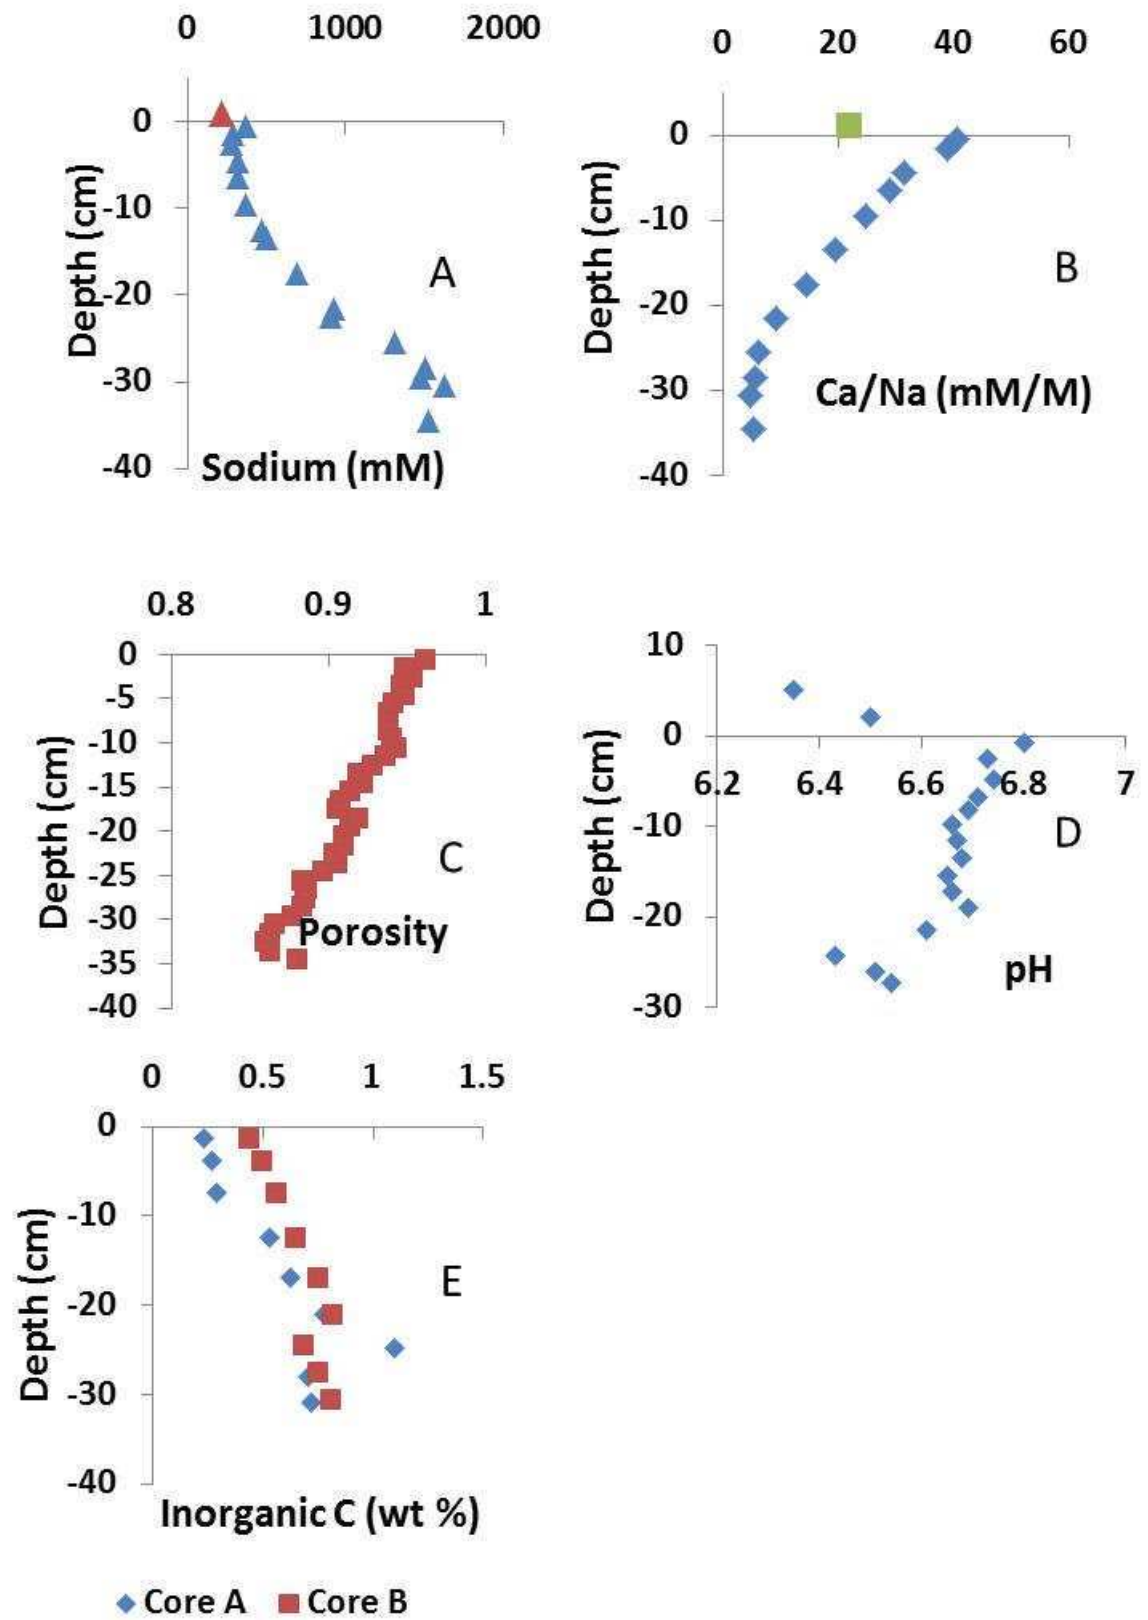 0 1000 2000
0
-10
-20
-30
-40
Depth (cm)
A
Sodium (mM)
0 20 40 60
0
-10
-20
-30
-40
Depth (cm)
B
Ca/Na (mM/M)
0.8 0.9 1
0
-5
-10
-15
-20
-25
-30
-35
-40
Depth (cm)
C
Porosity
10
0
6.2 6.4 6.6 6.8 7
-10
-20
-30
Depth (cm)
D
pH
0 0.5 1 1.5
0
-10
-20
-30
-40
Depth (cm)
E
Inorganic C (wt %)
Core A Core B